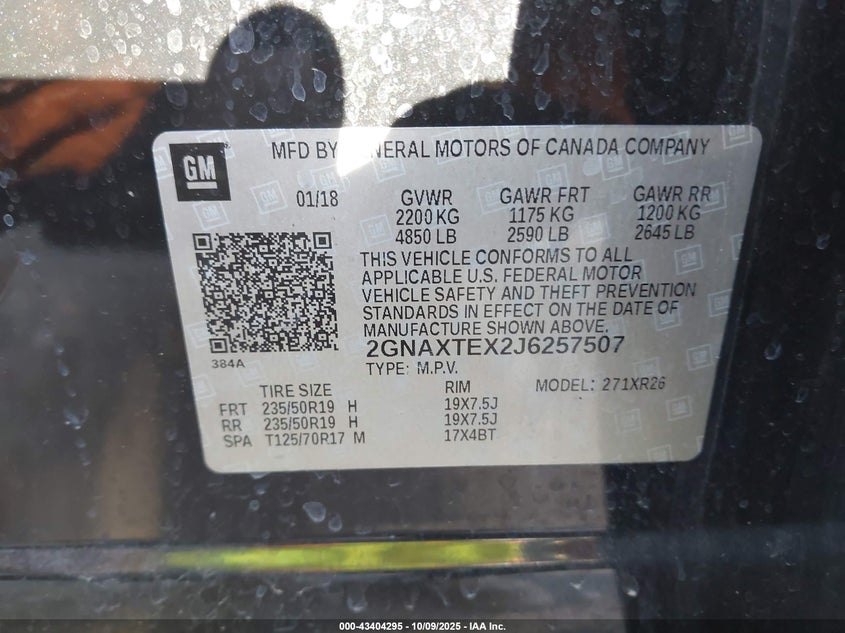 GM
MFD BY GENERAL MOTORS OF CANADA COMPANY
01/18 GVWR GAWR FRT GAWR RR
2200 KG 1175 KG 1200 KG
4850 LB 2590 LB 2645 LB
THIS VEHICLE CONFORMS TO ALL
APPLICABLE U.S. FEDERAL MOTOR
VEHICLE SAFETY AND THEFT PREVENTION
STANDARDS IN EFFECT ON THE DATE OF
MANUFACTURE SHOWN ABOVE.
2GNAXTEX2J6257507
384A
TYPE: M.P.V.
TIRE SIZE RIM MODEL: 271XR26
FRT 235/50R19 H 19X7.5J
RR 235/50R19 H 19X7.5J
SPA T125/70R17 M 17X4BT
000-43404295 - 10/09/2025 - IAA Inc.